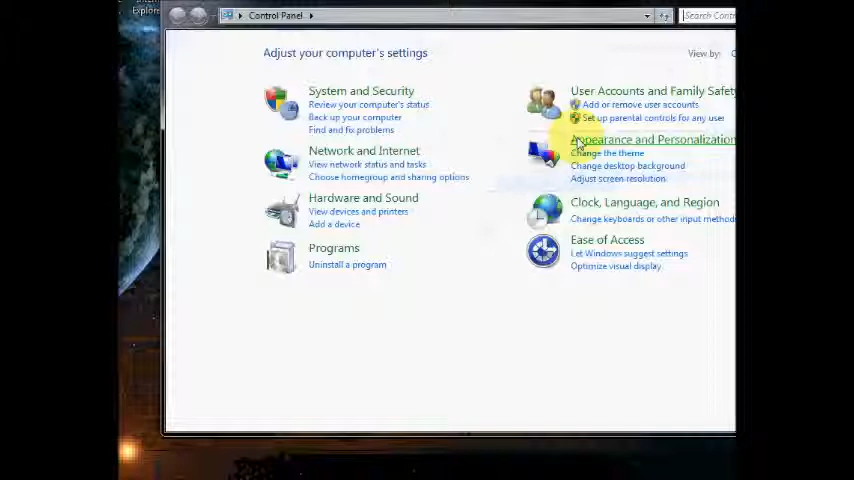 Explore
Control Panel
Search Contr
Adjust your computer's settings
View by:
System and Security
Review your computer's status
Back up your computer
Find and fix problems
Network and Internet
View network status and tasks
Choose homegroup and sharing options
Hardware and Sound
View devices and printers
Add a device
Programs
Uninstall a program
User Accounts and Family Safety
Add or remove user accounts
Set up parental controls for any user
Appearance and Personalization
Change the theme
Change desktop background
Adjust screen resolution
Clock, Language, and Region
Change keyboards or other input methods
Ease of Access
Let Windows suggest settings
Optimize visual display